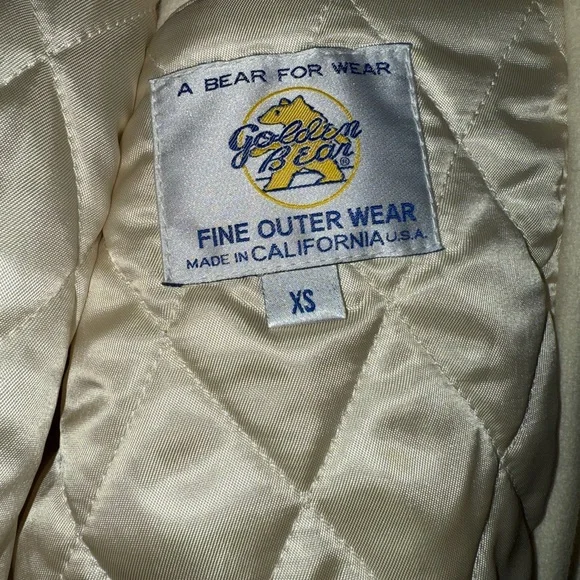 A BEAR FOR WEAR
Golden
Bear®
FINE OUTER WEAR
MADE IN CALIFORNIA U.S.A.
XS